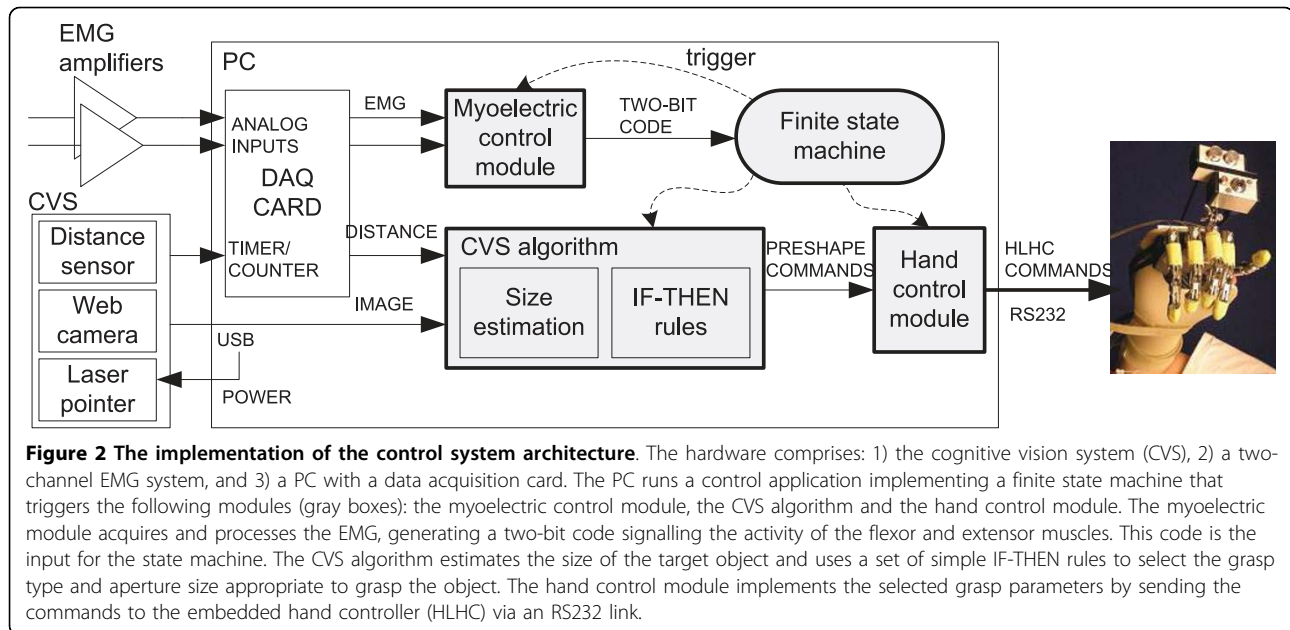 EMG
amplifiers
PC
trigger
EMG
Myoelectric
control
module
TWO-BIT
CODE
Finite state
machine
ANALOG
INPUTS
DAQ
CARD
TIMER/
COUNTER
CVS
Distance
sensor
Web
camera
Laser
pointer
DISTANCE
IMAGE
USB
POWER
CVS algorithm
Size
estimation
IF-THEN
rules
PRESHAPE
COMMANDS
Hand
control
module
HLHC
COMMANDS
RS232
Figure 2 The implementation of the control system architecture. The hardware comprises: 1) the cognitive vision system (CVS), 2) a two-
channel EMG system, and 3) a PC with a data acquisition card. The PC runs a control application implementing a finite state machine that
triggers the following modules (gray boxes): the myoelectric control module, the CVS algorithm and the hand control module. The myoelectric
module acquires and processes the EMG, generating a two-bit code signalling the activity of the flexor and extensor muscles. This code is the
input for the state machine. The CVS algorithm estimates the size of the target object and uses a set of simple IF-THEN rules to select the grasp
type and aperture size appropriate to grasp the object. The hand control module implements the selected grasp parameters by sending the
commands to the embedded hand controller (HLHC) via an RS232 link.